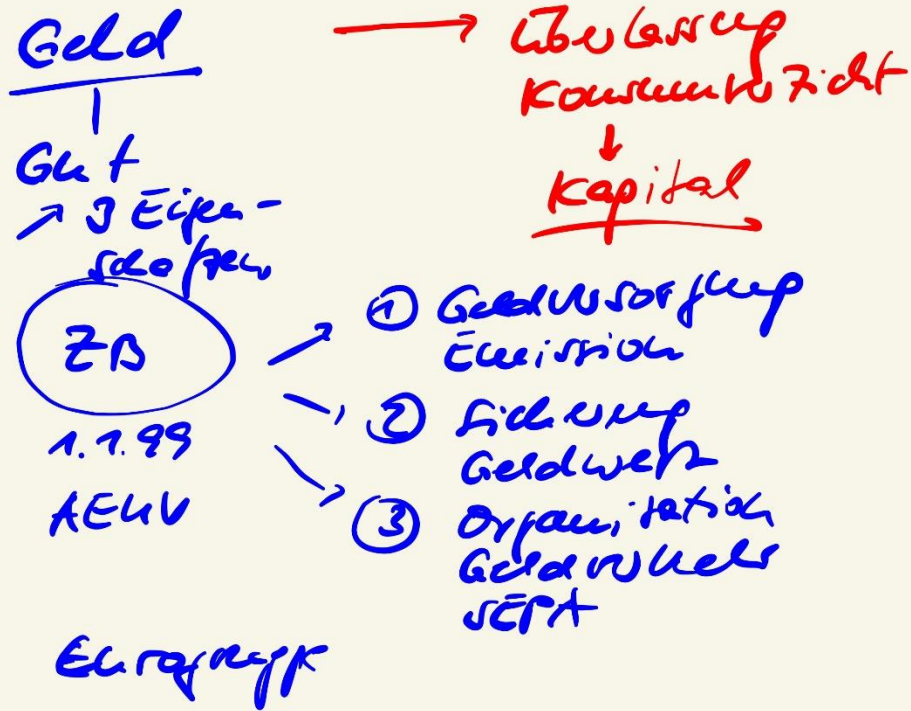 Geld
→ Überlassung
Konsumverzicht
↓
Kapital
Gut
↗ 3 Eigen-
schaften
ZB
1.1.99
AEUV
① Geldversorgung
Emission
② Sicherung
Geldwert
③ Organisation
Geldverkehr
SEPA
Eurogruppe